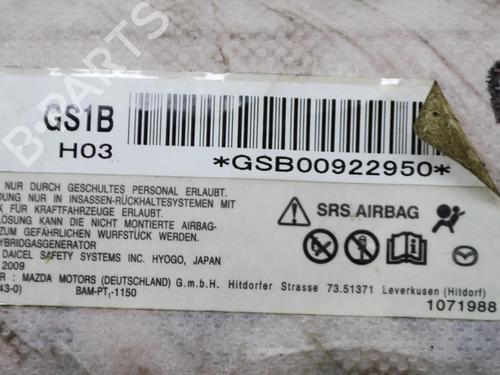 B-PARTS
GS1B
H03
*GSB00922950*
NUR DURCH GESCHULTES PERSONAL ERLAUBT.
DUNG NUR IN INSASSEN-RÜCKHALTESYSTEMEN MIT
K FÜR KRAFTFAHRZEUGE ERLAUBT.
LÖSUNG KANN DIE NICHT MONTIERTE AIRBAG-
ZUM GEFÄHRLICHEN WURFSTÜCK WERDEN.
YBRIDGASGENERATOR
DAICEL SAFETY SYSTEMS INC. HYOGO, JAPAN
2009
R : MAZDA MOTORS (DEUTSCHLAND) G.m.b.H. Hitdorfer Strasse 73.51371 Leverkusen (Hitdorf)
43-0) BAM-PT₁-1150
SRS AIRBAG
1071988